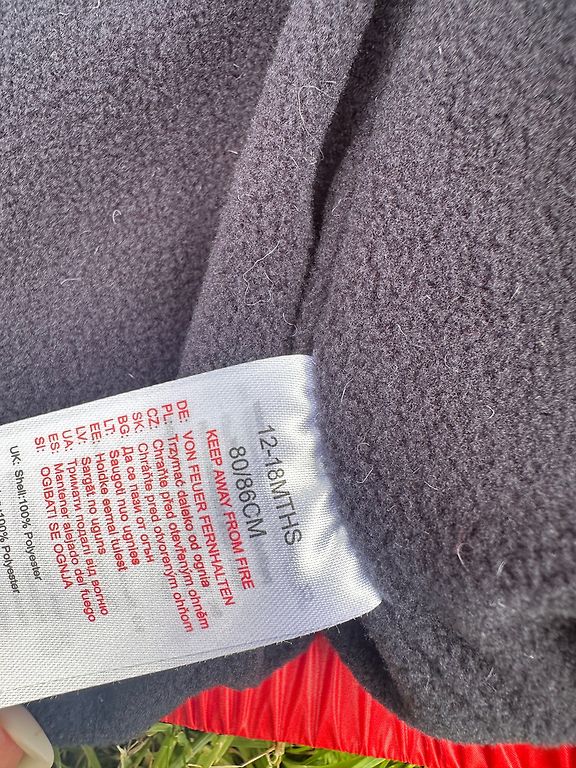 12-18MTHS
80/86CM
KEEP AWAY FROM FIRE
DE: VON FEUER FERNHALTEN
PL: Trzymać daleko od ognia
CZ: Chraňte před otevřeným ohněm
SK: Chráňte pred otvoreným ohňom
BG: Да се пази от огън
LT: Saugoti nuo ugnies
EE: Hoidke eemal tulest
LV: Sargāt no uguns
UA: Тримати подалі від вогню
ES: Mantener alejado del fuego
SI: OGIBATI SE OGNJA
UK: Shell:100% Polyester
100% Polyester